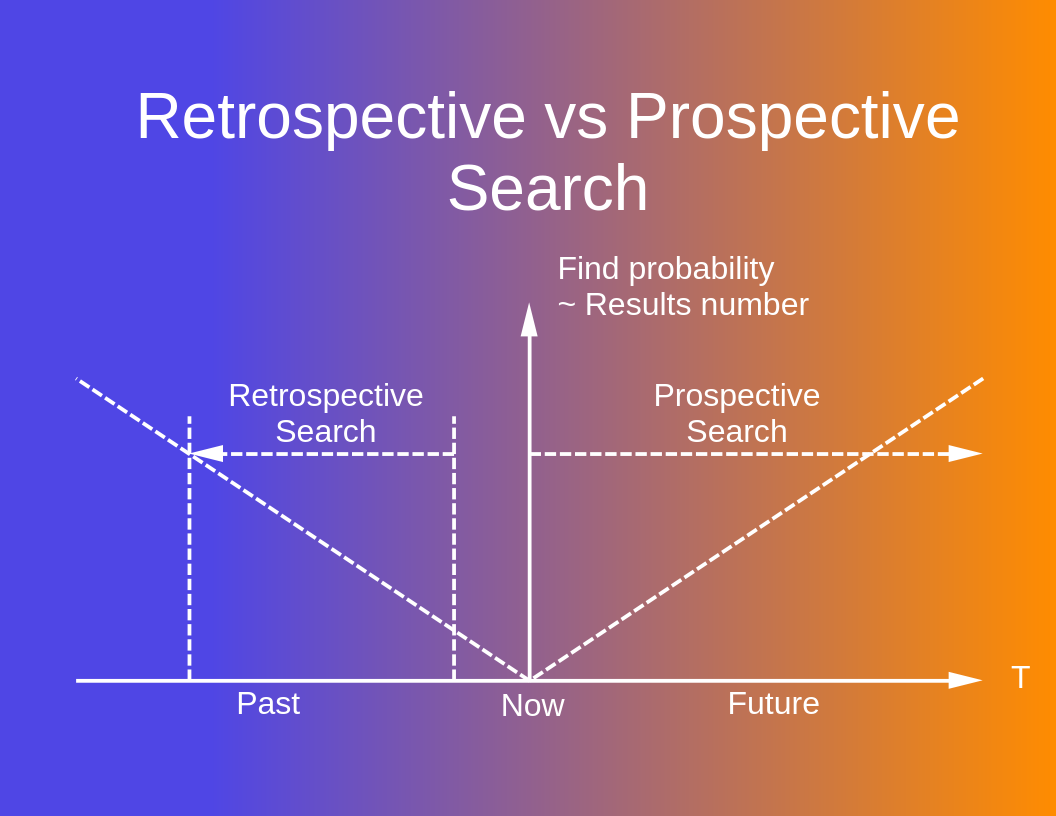 Retrospective vs Prospective
Search
Find probability
~ Results number
Retrospective
Search
Prospective
Search
T
Past
Now
Future